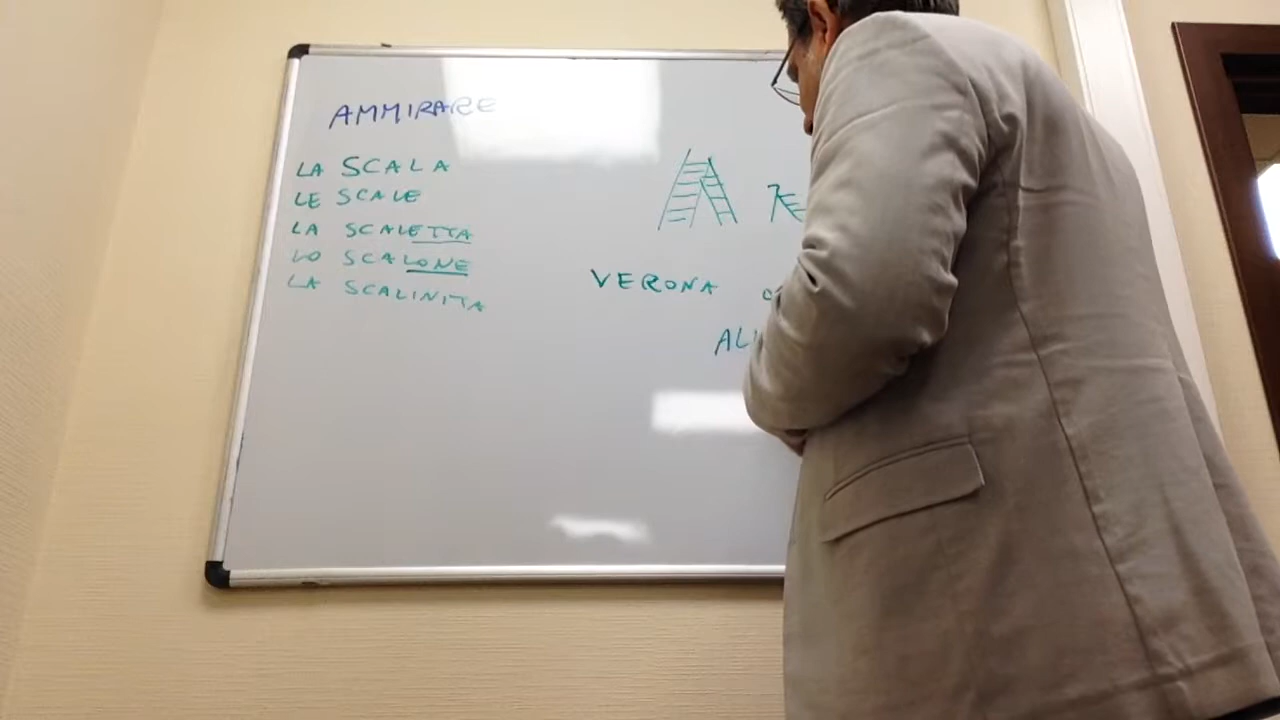 AMMIRARE
LA SCALA
LE SCALE
LA SCALETTA
LO SCALONE
LA SCALINATA
VERONA